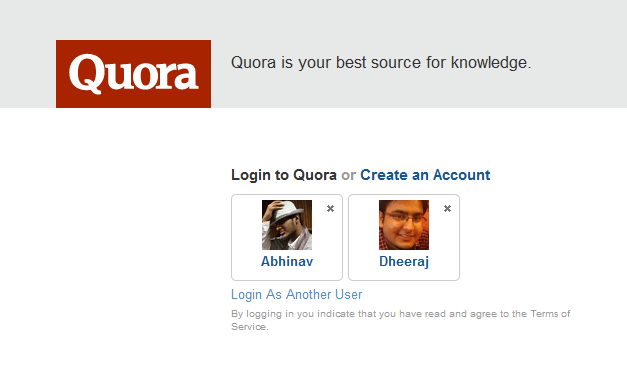 Quora
Quora is your best source for knowledge.
Login to Quora or Create an Account
Abhinav
Dheeraj
Login As Another User
By logging in you indicate that you have read and agree to the Terms of
Service.